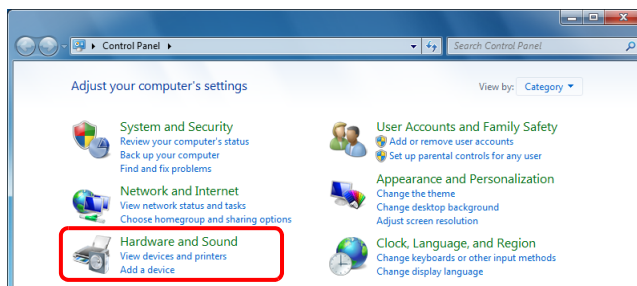 Control Panel
Search Control Panel
Adjust your computer's settings
View by: Category
System and Security
Review your computer's status
Back up your computer
Find and fix problems
Network and Internet
View network status and tasks
Choose homegroup and sharing options
Hardware and Sound
View devices and printers
Add a device
User Accounts and Family Safety
Add or remove user accounts
Set up parental controls for any user
Appearance and Personalization
Change the theme
Change desktop background
Adjust screen resolution
Clock, Language, and Region
Change keyboards or other input methods
Change display language